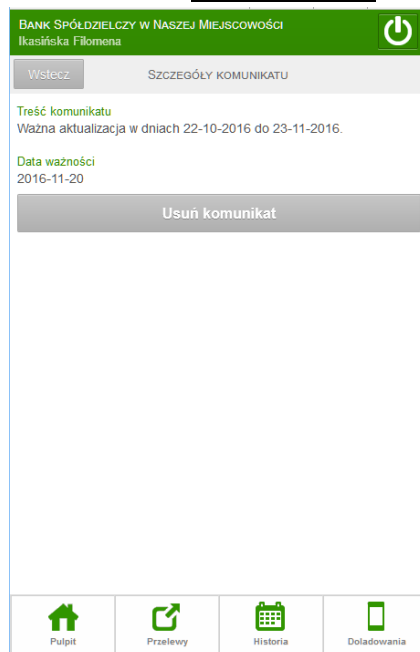 Bank Spółdzielczy w Naszej Miejscowości
Ikasińska Filomena
Wstecz
Szczegóły komunikatu
Treść komunikatu
Ważna aktualizacja w dniach 22-10-2016 do 23-11-2016.
Data ważności
2016-11-20
Usuń komunikat
Pulpit
Przelewy
Historia
Doladowania